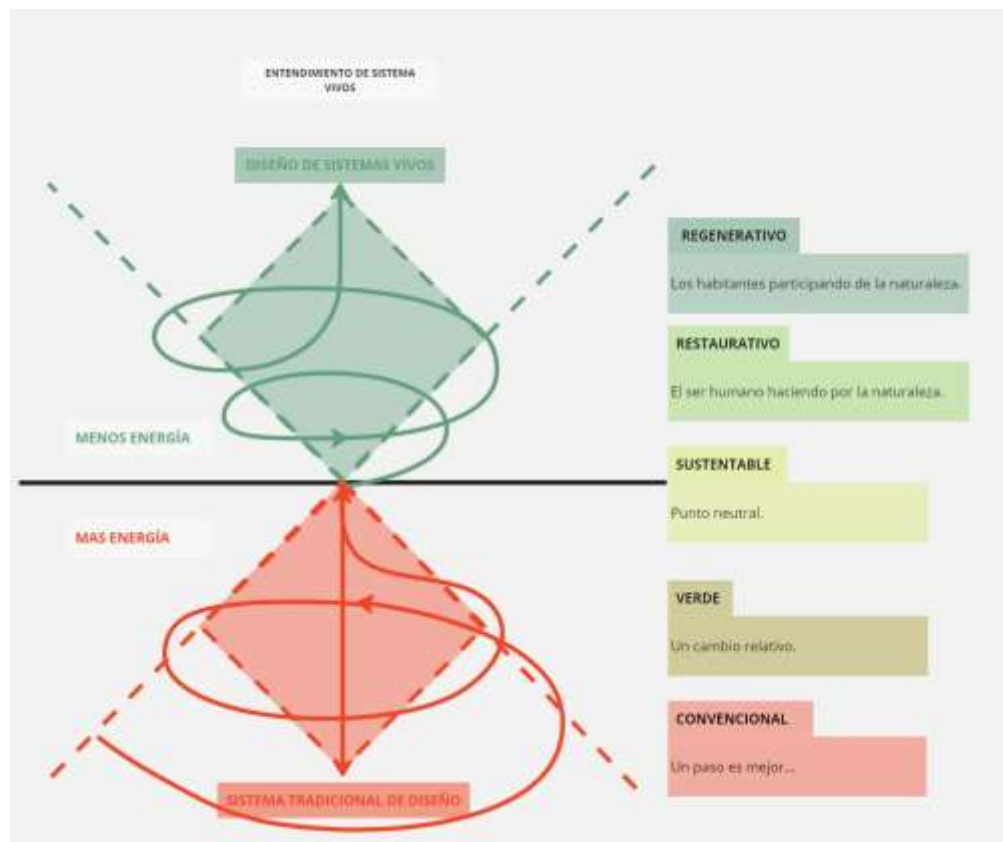 ENTENDIMIENTO DE SISTEMA
VIVOS
DISEÑO DE SISTEMAS VIVOS
REGENERATIVO
Los habitantes participando de la naturaleza.
RESTAURATIVO
El ser humano haciendo por la naturaleza.
MENOS ENERGÍA
SUSTENTABLE
Punto neutral.
MAS ENERGÍA
VERDE
Un cambio relativo.
CONVENCIONAL
Un paso es mejor...
SISTEMA TRADICIONAL DE DISEÑO